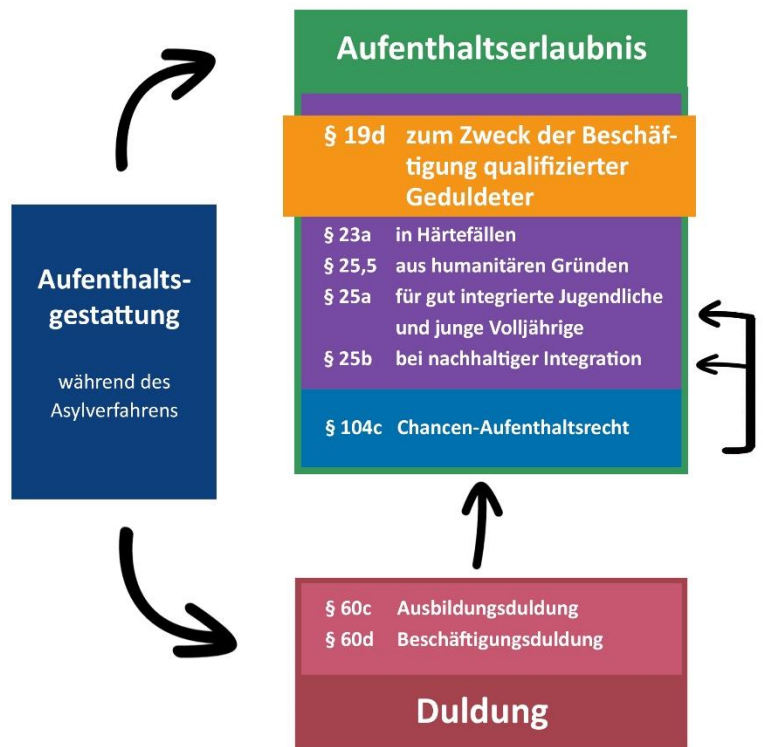 Aufenthaltserlaubnis
§ 19d zum Zweck der Beschäf-
tigung qualifizierter
Geduldeter
§ 23a in Härtefällen
§ 25,5 aus humanitären Gründen
§ 25a für gut integrierte Jugendliche
und junge Volljährige
§ 25b bei nachhaltiger Integration
§ 104c Chancen-Aufenthaltsrecht
Aufenthalts-
gestattung
während des
Asylverfahrens
§ 60c Ausbildungsduldung
§ 60d Beschäftigungsduldung
Duldung